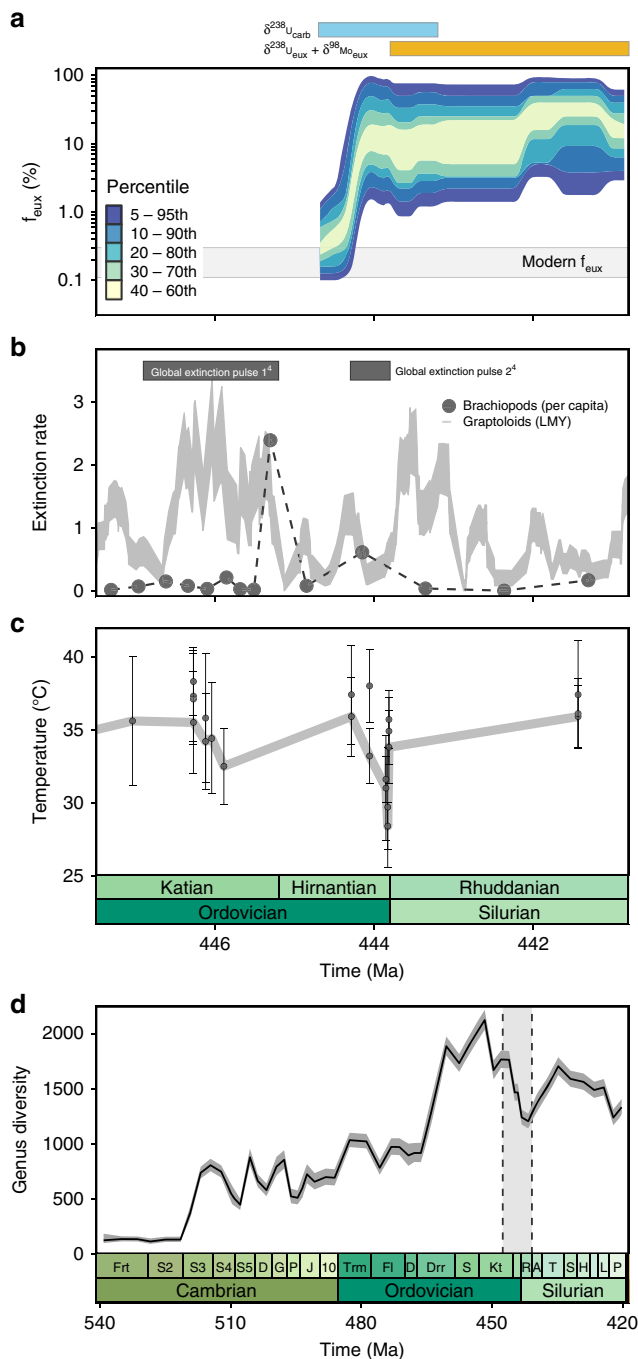 a
δ238Ucarb
δ238Ueux + δ98Moeux
100
10
1.0
0.1
feux (%)
Percentile
5 – 95th
10 – 90th
20 – 80th
30 – 70th
40 – 60th
Modern feux
b
Global extinction pulse 14
Global extinction pulse 24
Brachiopods (per capita)
Graptoloids (LMY)
3
2
1
0
Extinction rate
c
40
35
30
25
Temperature (°C)
Katian
Hirnantian
Rhuddanian
Ordovician
Silurian
446
444
442
Time (Ma)
d
2000
1500
1000
500
0
Genus diversity
Frt S2 S3 S4 S5 D G P J 10 Trm Fl D Drr S Kt R A T S H L P
Cambrian
Ordovician
Silurian
540
510
480
450
420
Time (Ma)